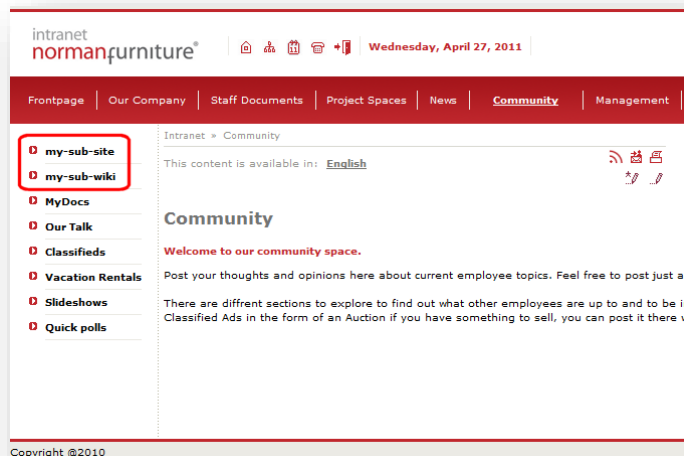 intranet
normanfurniture®
11
Wednesday, April 27, 2011
Frontpage Our Company Staff Documents Project Spaces News Community Management
Intranet » Community
my-sub-site
This content is available in: English
my-sub-wiki
MyDocs
Our Talk
Community
Classifieds
Welcome to our community space.
Vacation Rentals
Post your thoughts and opinions here about current employee topics. Feel free to post just a
Slideshows
There are diffrent sections to explore to find out what other employees are up to and to be i
Classified Ads in the form of an Auction if you have something to sell, you can post it there
Quick polls
Copyright @2010